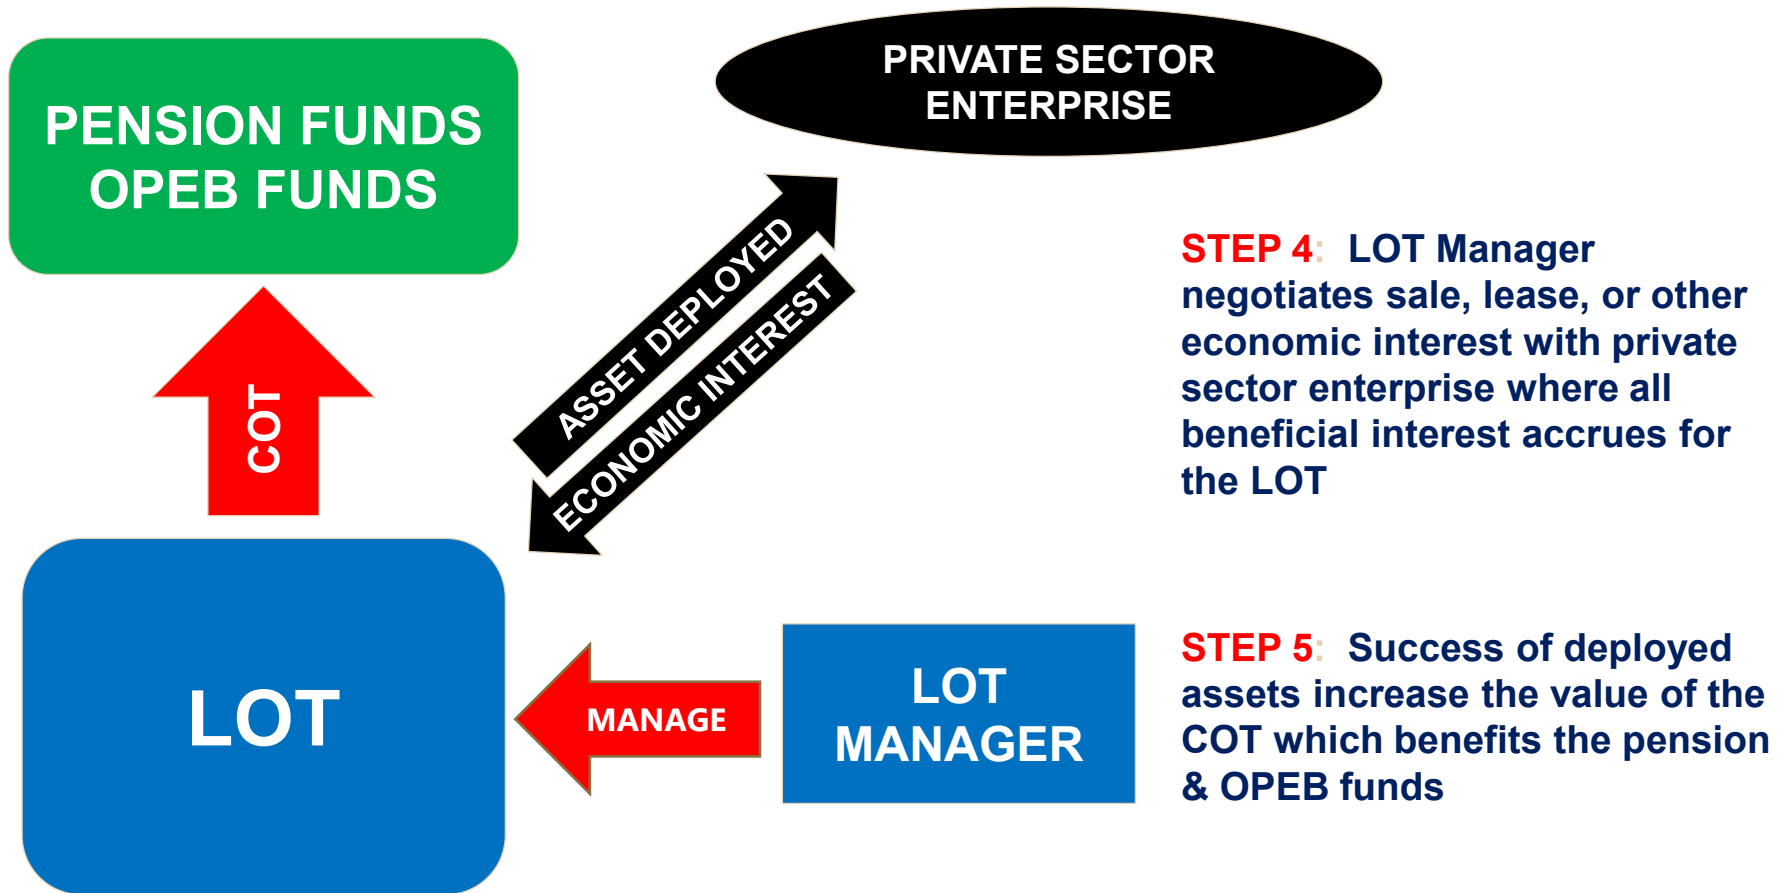 PRIVATE SECTOR
ENTERPRISE
PENSION FUNDS
OPEB FUNDS
ASSET DEPLOYED
ECONOMIC INTEREST
COT
STEP 4:  LOT Manager
negotiates sale, lease, or other
economic interest with private
sector enterprise where all
beneficial interest accrues for
the LOT
LOT
MANAGE
LOT
MANAGER
STEP 5:  Success of deployed
assets increase the value of the
COT which benefits the pension
& OPEB funds